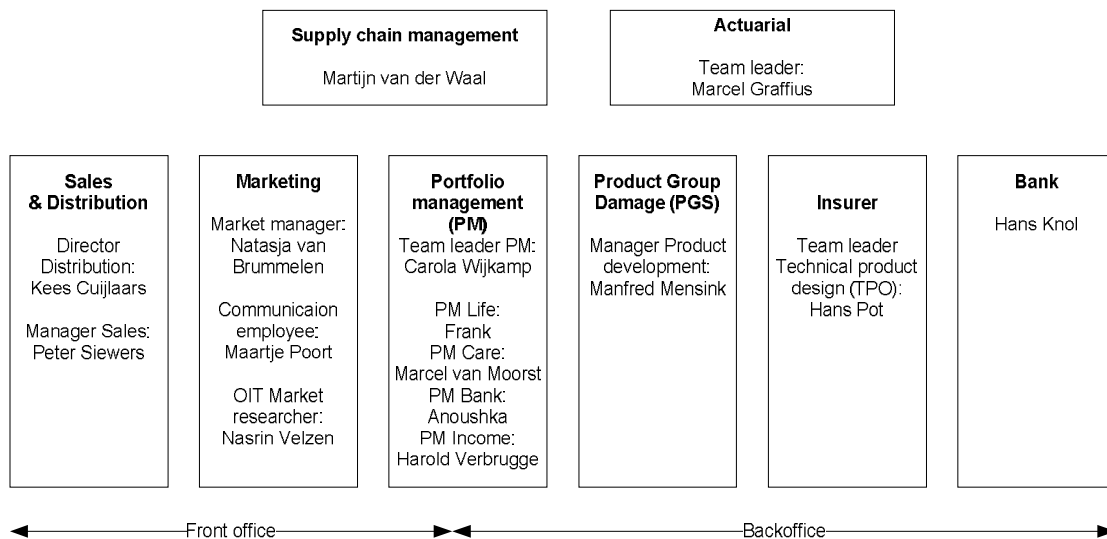 Supply chain management
Martijn van der Waal
Actuarial
Team leader:
Marcel Graffius
Sales
& Distribution
Director
Distribution:
Kees Cuijlaars
Manager Sales:
Peter Siewers
Marketing
Market manager:
Natasja van
Brummelen
Communicaion
employee:
Maartje Poort
OIT Market
researcher:
Nasrin Velzen
Portfolio
management
(PM)
Team leader PM:
Carola Wijkamp
PM Life:
Frank
PM Care:
Marcel van Moorst
PM Bank:
Anoushka
PM Income:
Harold Verbrugge
Product Group
Damage (PGS)
Manager Product
development:
Manfred Mensink
Insurer
Team leader
Technical product
design (TPO):
Hans Pot
Bank
Hans Knol
Front office
Backoffice